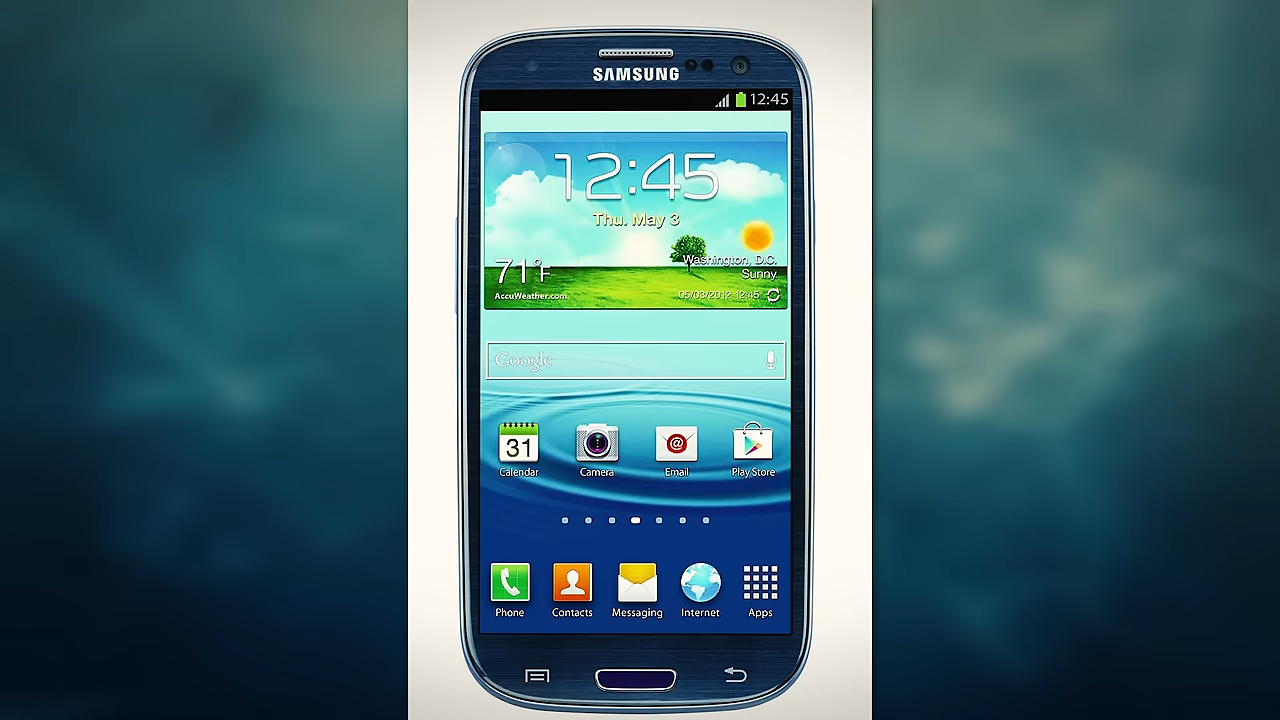 SAMSUNG
12:45
12:45
Thu. May 3
Washington, D.C.
71°F
Sunny
AccuWeather.com
05/03/2012 12:45
Google
31
@
Calendar
Camera
Email
Play Store
Phone
Contacts
Messaging
Internet
Apps